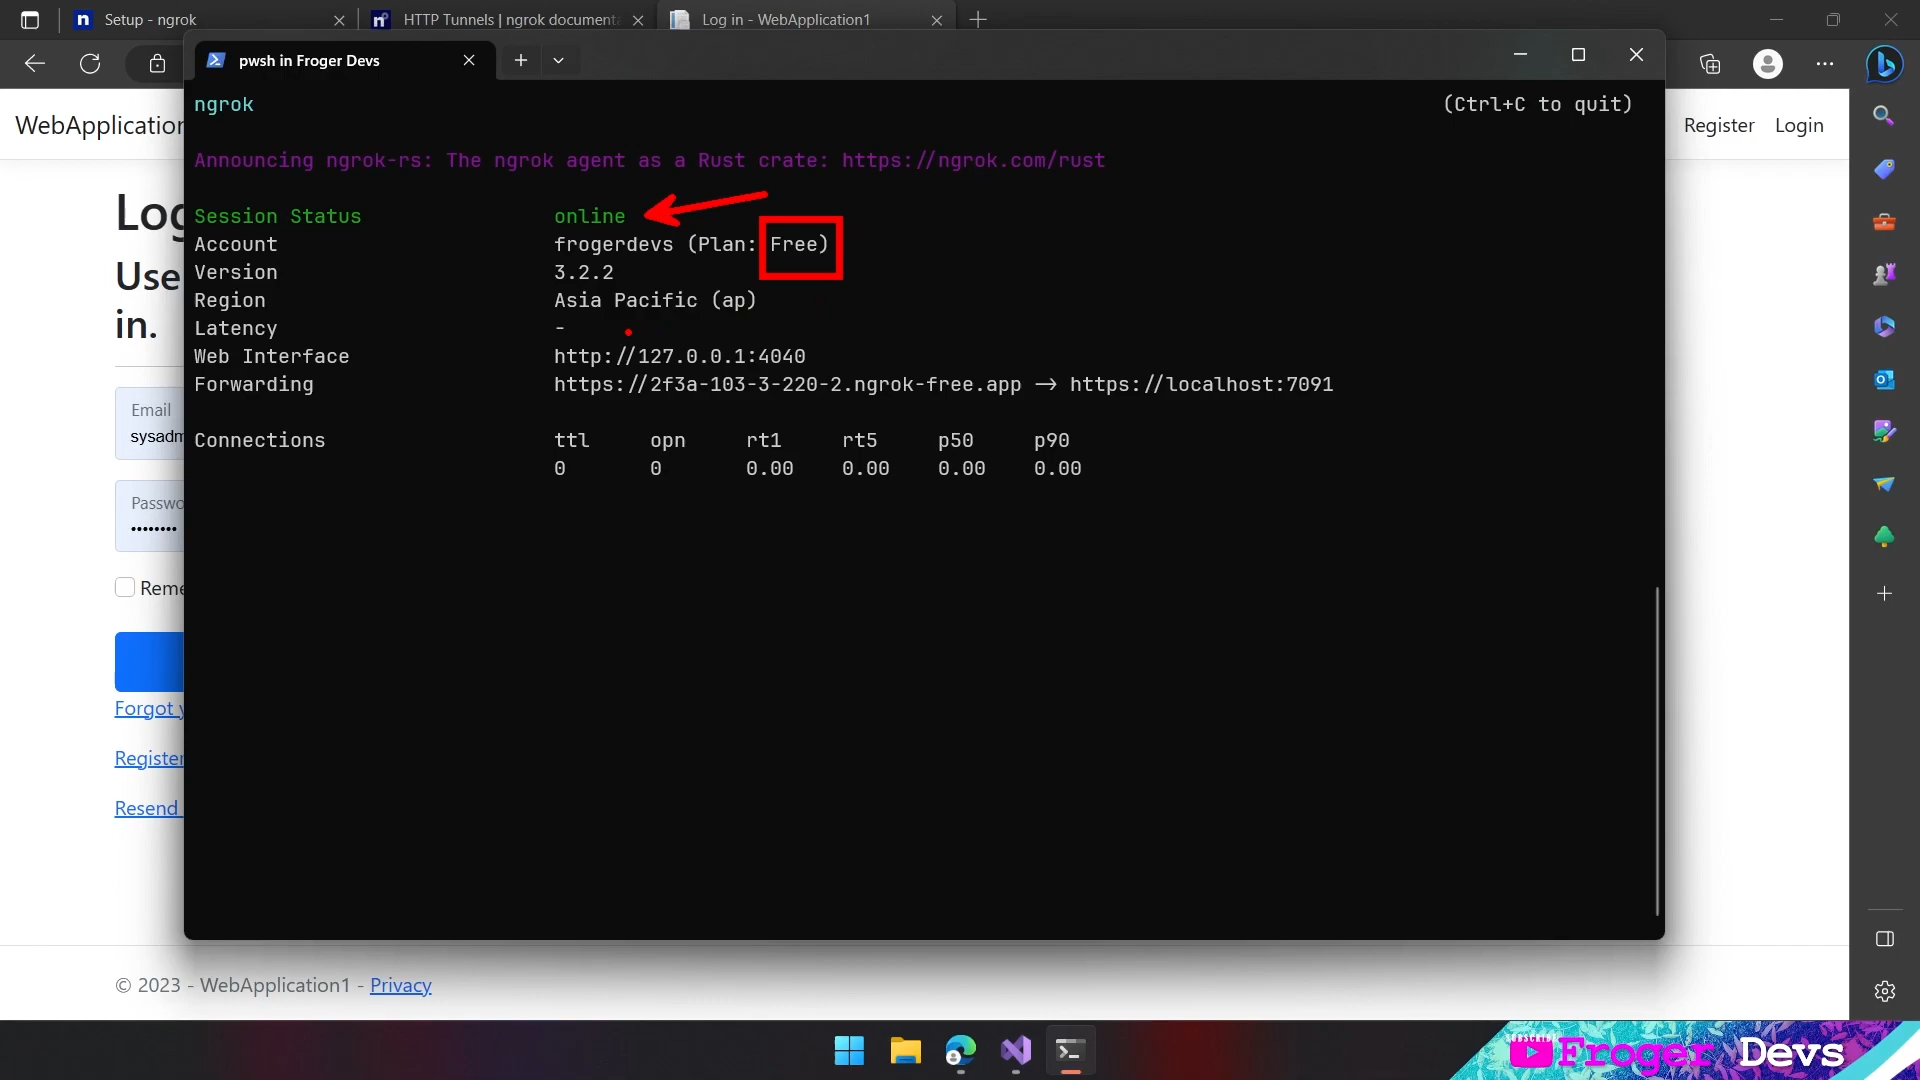 Setup - ngrok
HTTP Tunnels | ngrok documenta
Log in - WebApplication1
pwsh in Froger Devs
ngrok (Ctrl+C to quit)
Announcing ngrok-rs: The ngrok agent as a Rust crate: https://ngrok.com/rust
Session Status online
Account frogerdevs (Plan: Free)
Version 3.2.2
Region Asia Pacific (ap)
Latency -
Web Interface http://127.0.0.1:4040
Forwarding https://2f3a-103-3-220-2.ngrok-free.app -> https://localhost:7091
Connections ttl opn rt1 rt5 p50 p90
0 0 0.00 0.00 0.00 0.00
WebApplication
Register Login
Log
Use
in.
Email
sysadm
Passwo
••••••••
Reme
Forgot y
Register
Resend
© 2023 - WebApplication1 - Privacy
SUBSCRIBE
Froger Devs